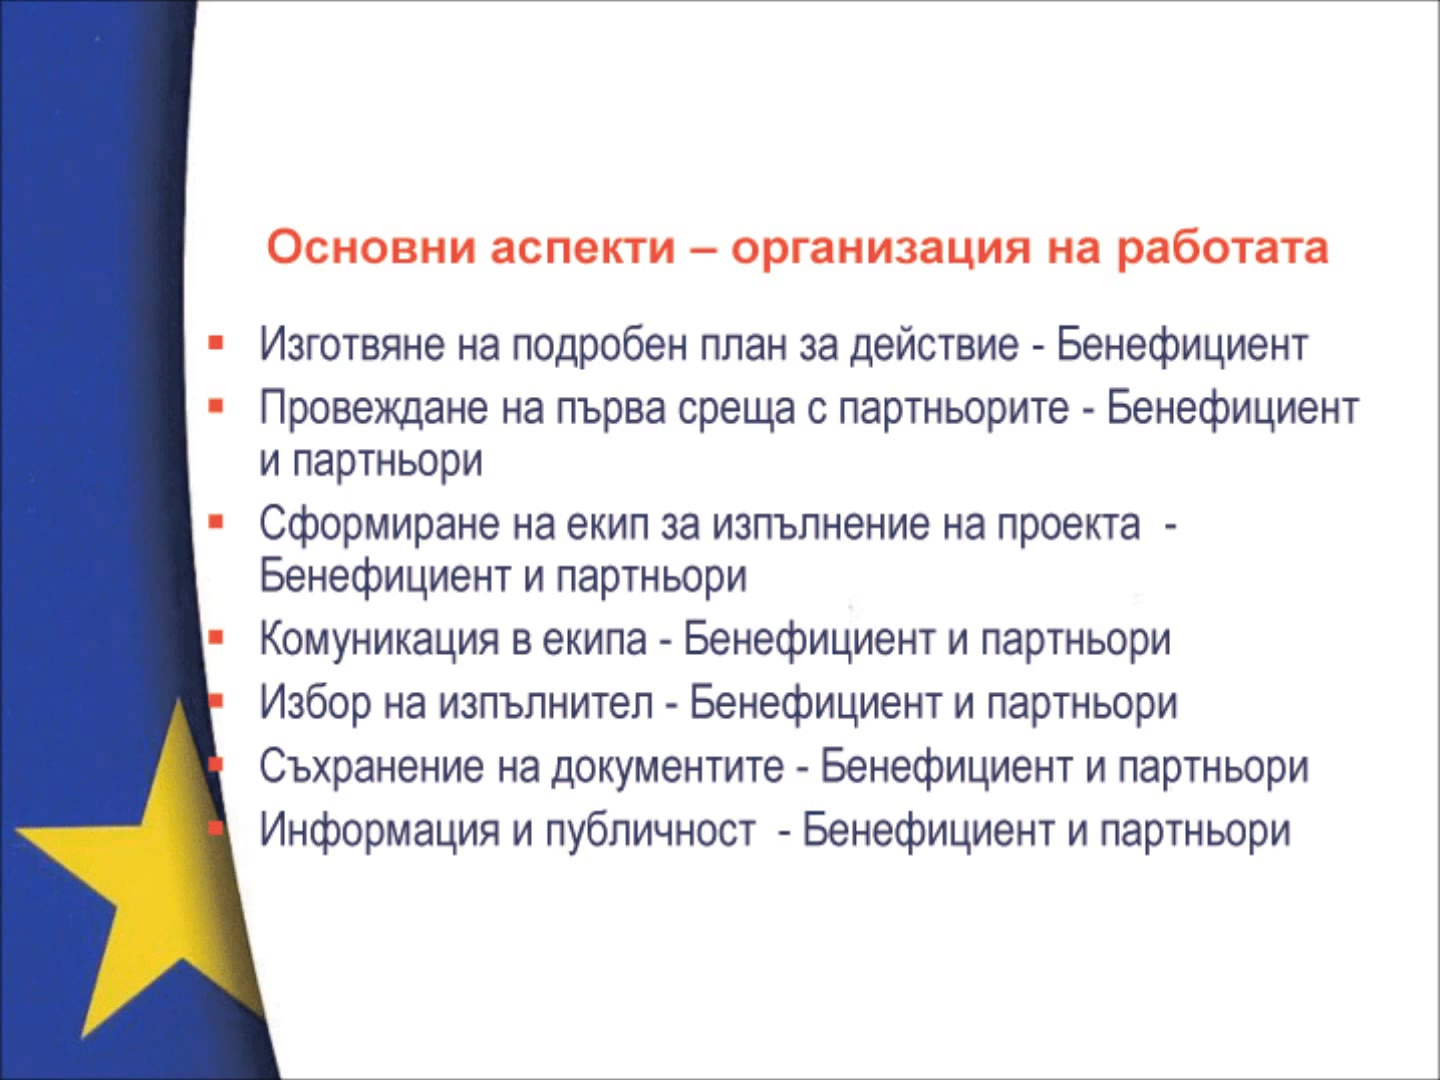 Основни аспекти – организация на работата
Изготвяне на подробен план за действие - Бенефициент
Провеждане на първа среща с партньорите - Бенефициент
и партньори
Сформиране на екип за изпълнение на проекта  -
Бенефициент и партньори
Комуникация в екипа - Бенефициент и партньори
Избор на изпълнител - Бенефициент и партньори
Съхранение на документите - Бенефициент и партньори
Информация и публичност  - Бенефициент и партньори